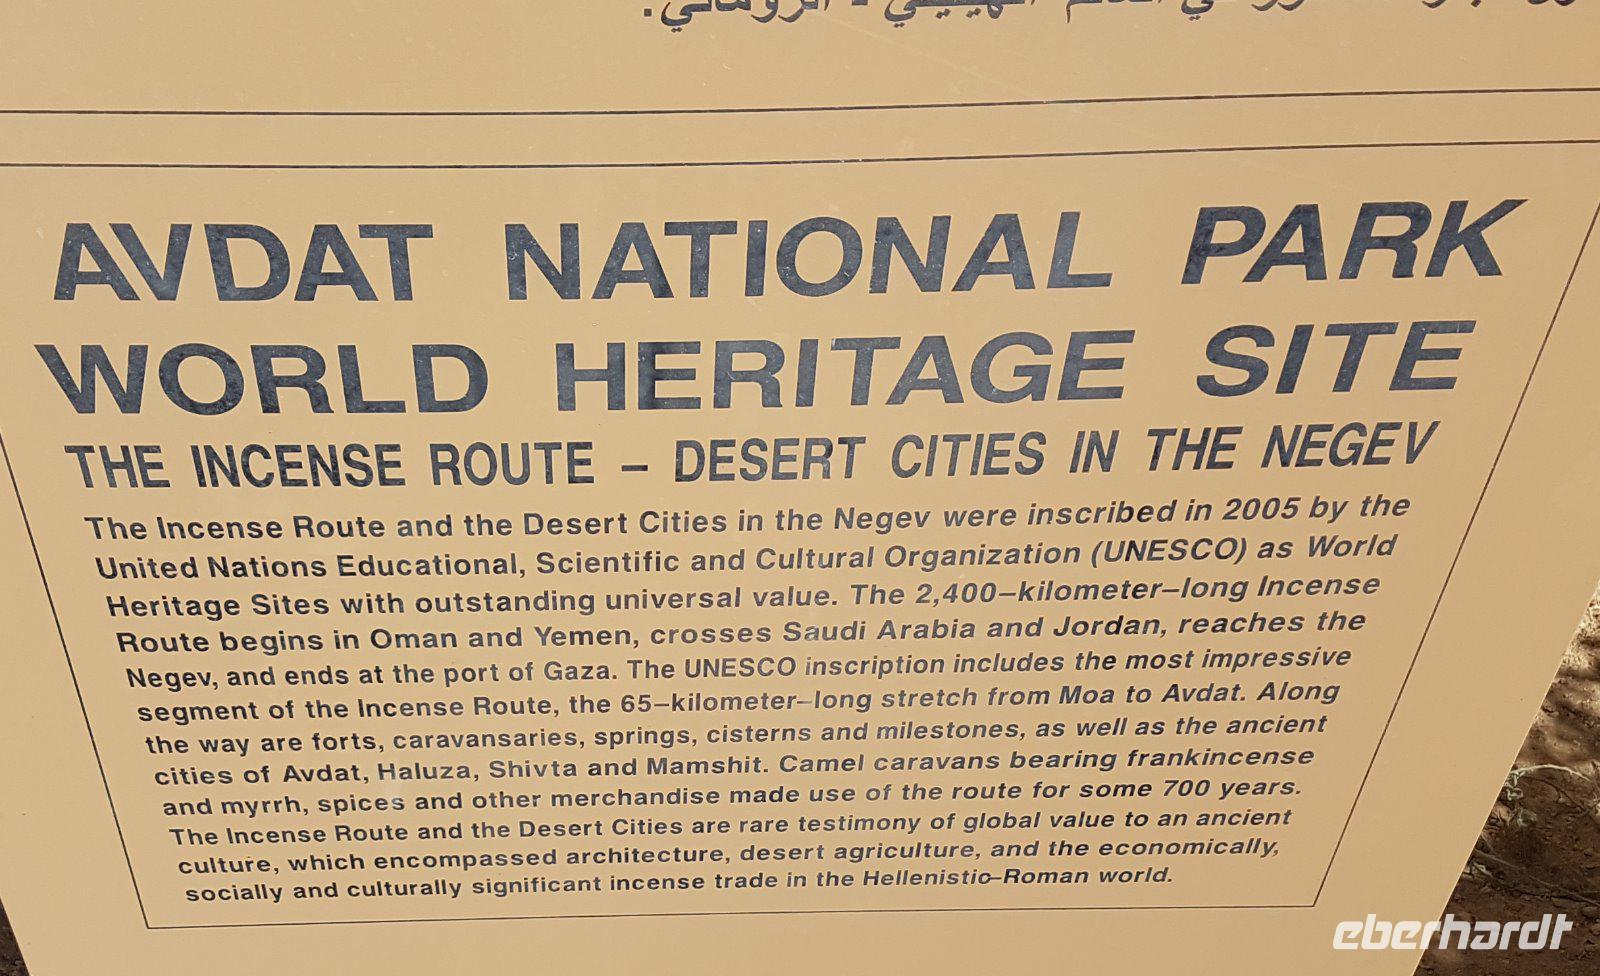 الروماني.
AVDAT NATIONAL PARK
WORLD HERITAGE SITE
THE INCENSE ROUTE – DESERT CITIES IN THE NEGEV
The Incense Route and the Desert Cities in the Negev were inscribed in 2005 by the
United Nations Educational, Scientific and Cultural Organization (UNESCO) as World
Heritage Sites with outstanding universal value. The 2,400–kilometer–long Incense
Route begins in Oman and Yemen, crosses Saudi Arabia and Jordan, reaches the
Negev, and ends at the port of Gaza. The UNESCO inscription includes the most impressive
segment of the Incense Route, the 65–kilometer–long stretch from Moa to Avdat. Along
the way are forts, caravansaries, springs, cisterns and milestones, as well as the ancient
cities of Avdat, Haluza, Shivta and Mamshit. Camel caravans bearing frankincense
and myrrh, spices and other merchandise made use of the route for some 700 years.
The Incense Route and the Desert Cities are rare testimony of global value to an ancient
culture, which encompassed architecture, desert agriculture, and the economically,
socially and culturally significant incense trade in the Hellenistic–Roman world.
eberhardt